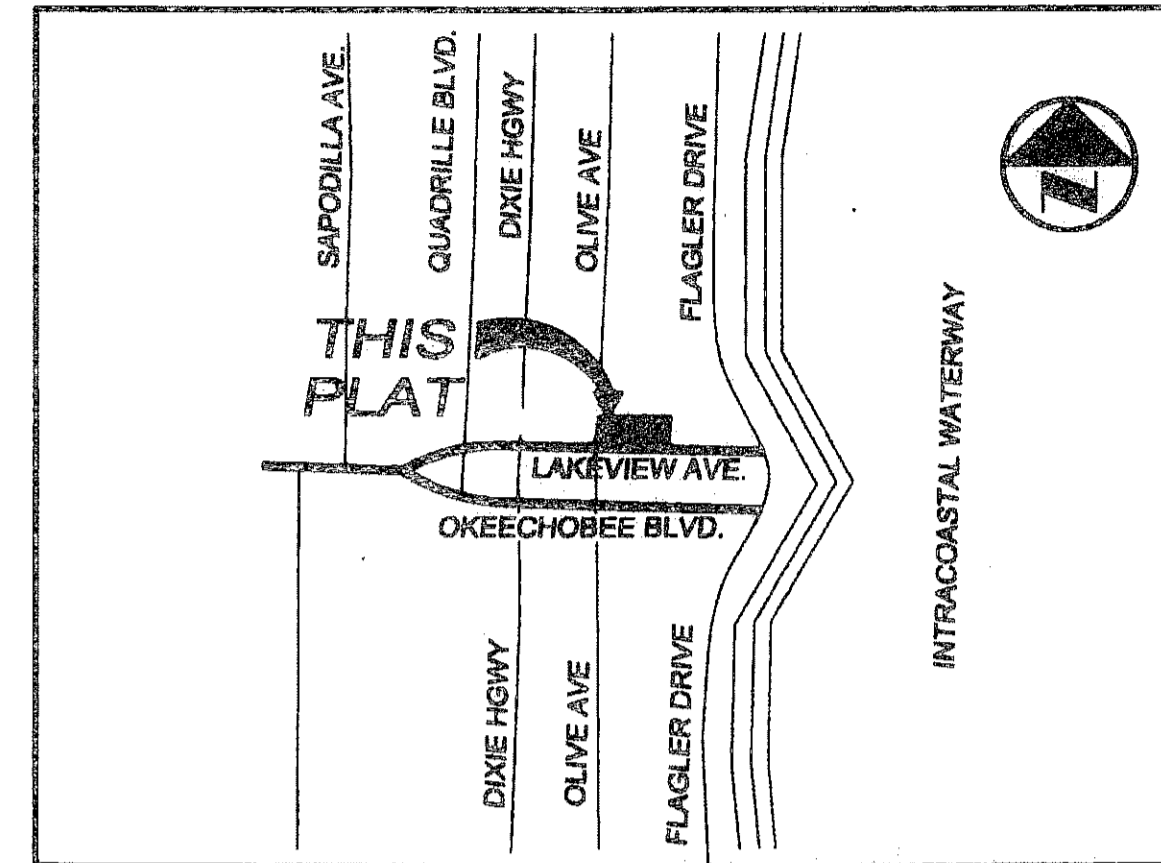 SAPODILLA AVE.
QUADRILLE BLVD.
DIXIE HGWY
OLIVE AVE
FLAGLER DRIVE
N
THIS
PLAT
LAKEVIEW AVE.
OKEECHOBEE BLVD.
INTRACOASTAL WATERWAY
DIXIE HGWY
OLIVE AVE
FLAGLER DRIVE